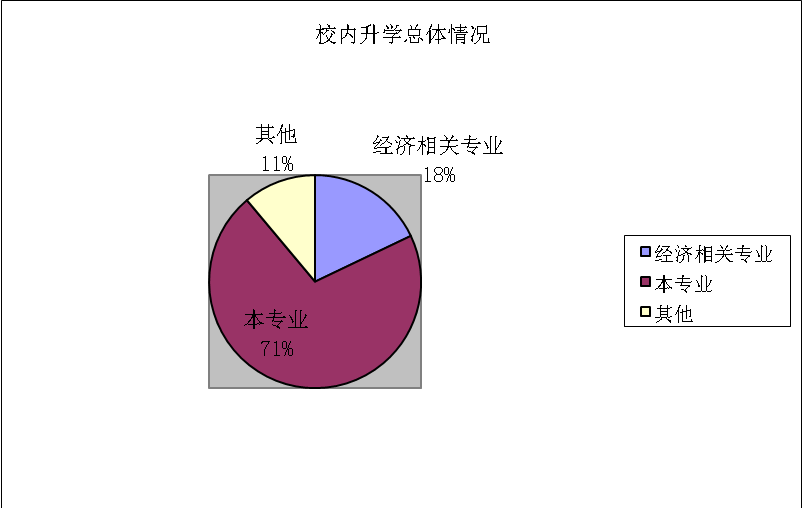 校内升学总体情况
其他
11%
经济相关专业
18%
本专业
71%
经济相关专业
本专业
其他